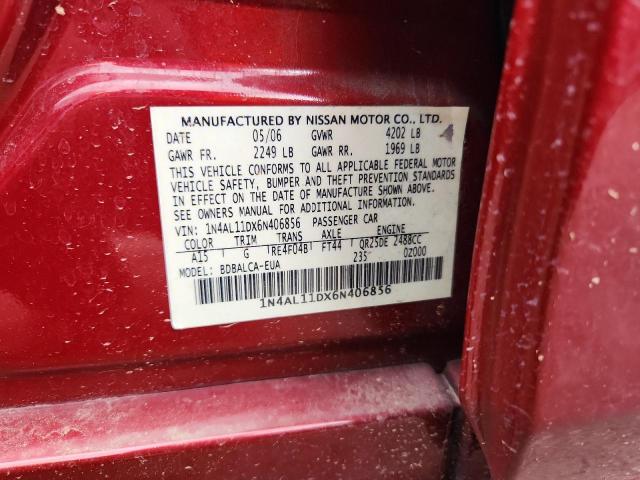 MANUFACTURED BY NISSAN MOTOR CO., LTD.
DATE 05/06 GVWR 4202 LB
GAWR FR. 2249 LB GAWR RR. 1969 LB
THIS VEHICLE CONFORMS TO ALL APPLICABLE FEDERAL MOTOR
VEHICLE SAFETY, BUMPER AND THEFT PREVENTION STANDARDS
IN EFFECT ON THE DATE OF MANUFACTURE SHOWN ABOVE.
SEE OWNERS MANUAL FOR ADDITIONAL INFORMATION.
VIN: 1N4AL11DX6N406856 PASSENGER CAR
COLOR TRIM TRANS AXLE ENGINE
A15 G RE4F04B FT44 QR25DE 2488CC
MODEL: BDBALCA-EUA 235 0Z000
1N4AL11DX6N406856